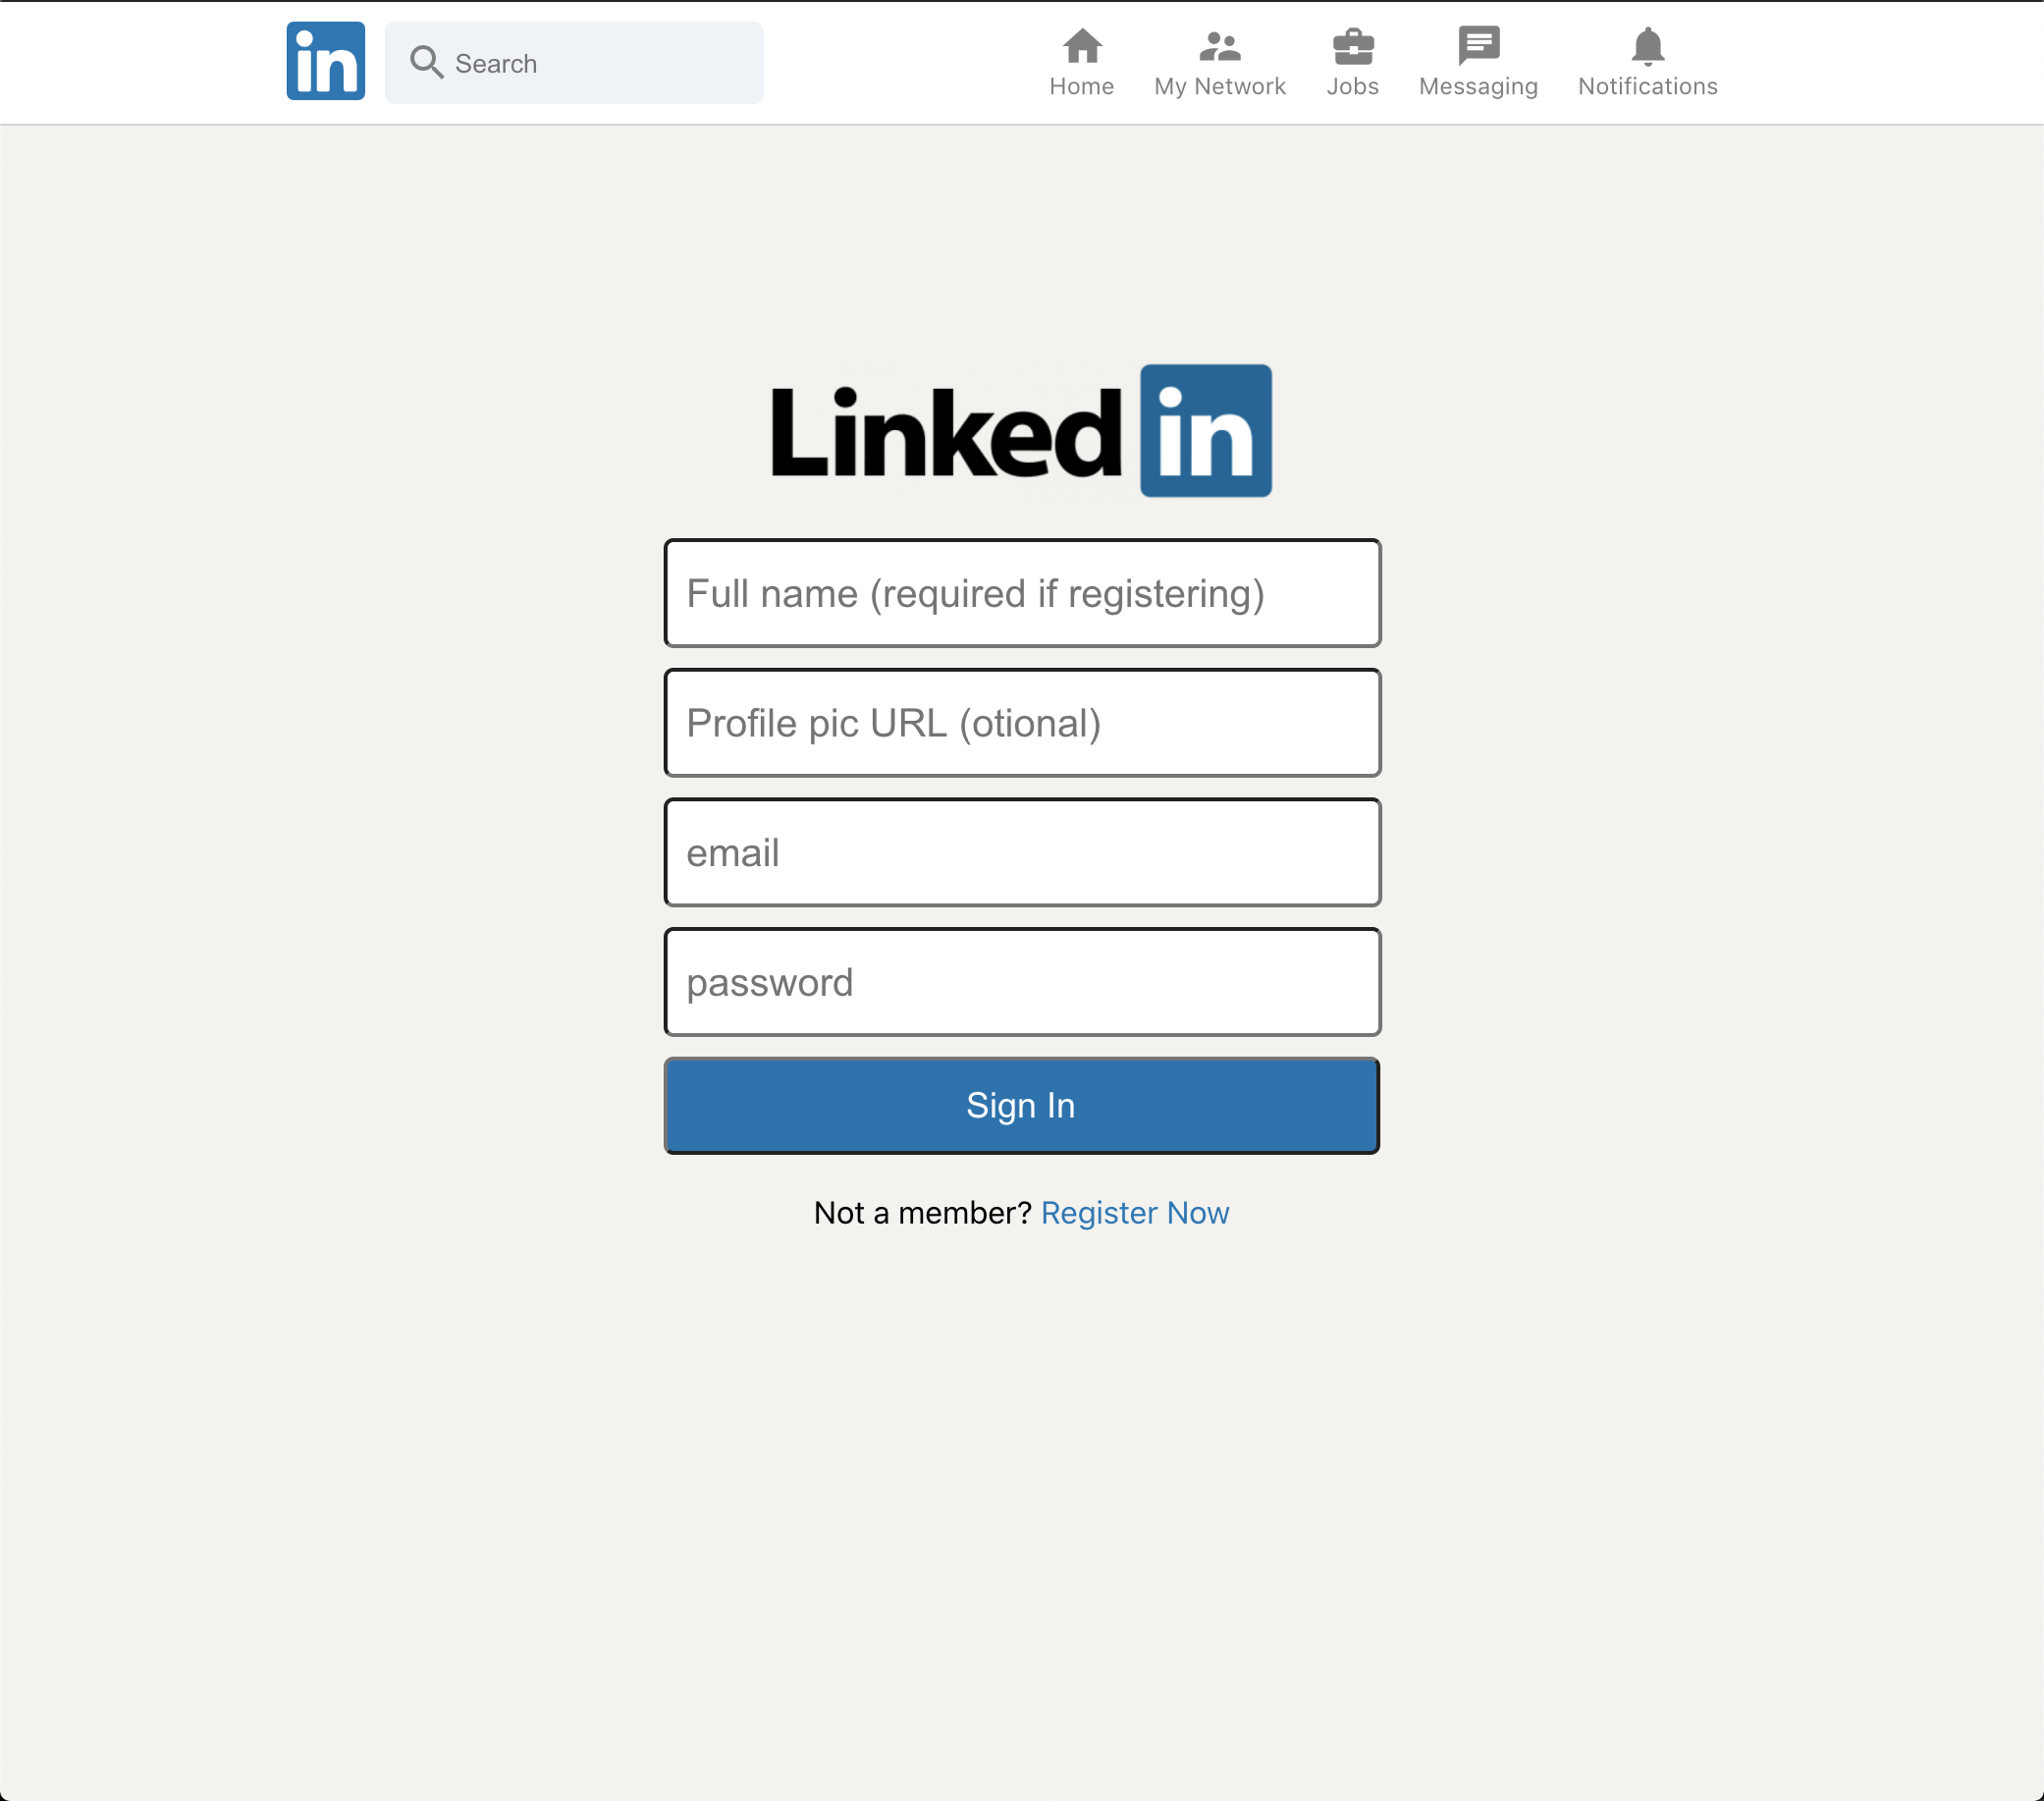 in
Search
Home
My Network
Jobs
Messaging
Notifications
Linked in
Full name (required if registering)
Profile pic URL (otional)
email
password
Sign In
Not a member? Register Now